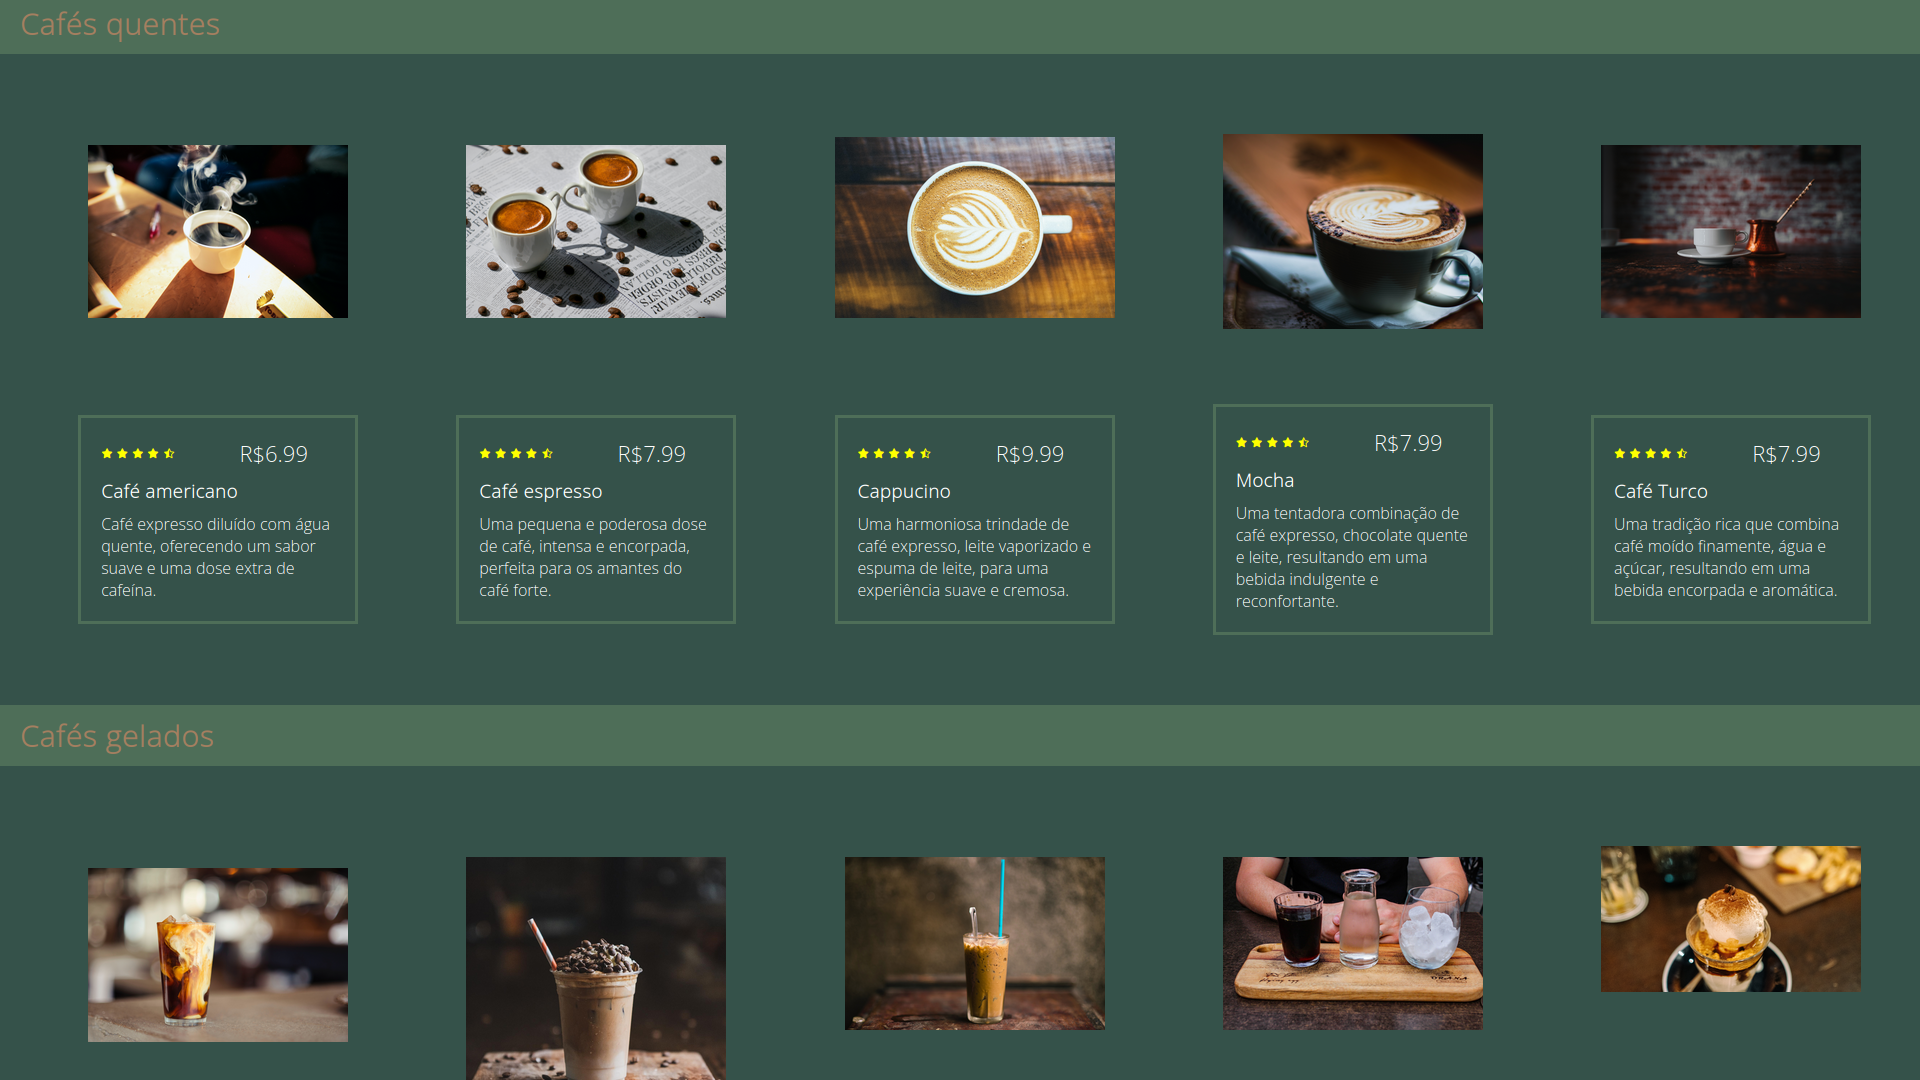 Cafés quentes
R$6.99
Café americano
Café expresso diluído com água
quente, oferecendo um sabor
suave e uma dose extra de
cafeína.
R$7.99
Café espresso
Uma pequena e poderosa dose
de café, intensa e encorpada,
perfeita para os amantes do
café forte.
R$9.99
Cappucino
Uma harmoniosa trindade de
café expresso, leite vaporizado e
espuma de leite, para uma
experiência suave e cremosa.
R$7.99
Mocha
Uma tentadora combinação de
café expresso, chocolate quente
e leite, resultando em uma
bebida indulgente e
reconfortante.
R$7.99
Café Turco
Uma tradição rica que combina
café moído finamente, água e
açúcar, resultando em uma
bebida encorpada e aromática.
Cafés gelados